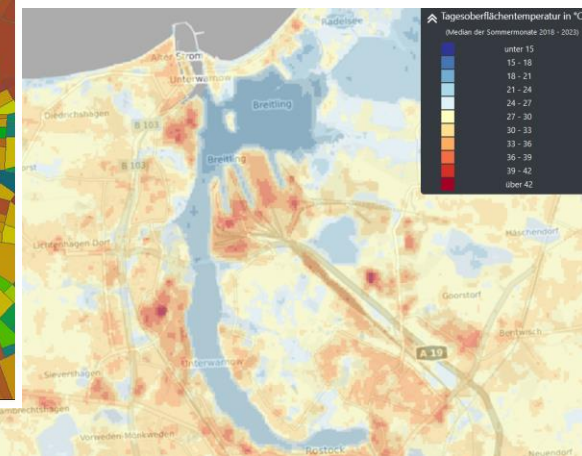 Tagesoberflächentemperatur in °C
(Median der Sommermonate 2018 - 2023)
unter 15
15 - 18
18 - 21
21 - 24
24 - 27
27 - 30
30 - 33
33 - 36
36 - 39
39 - 42
über 42
Radelsee
Alter Strom
Unterwarnow
Breitling
Diedrichshagen
B 103
Breitling
B 103
Lichtenhagen Dorf
Häschendorf
Goorstorf
Bentwisch
A 19
Unterwarnow
Sievershagen
Vorweden-Mönkweden
Rostock
Neuendorf